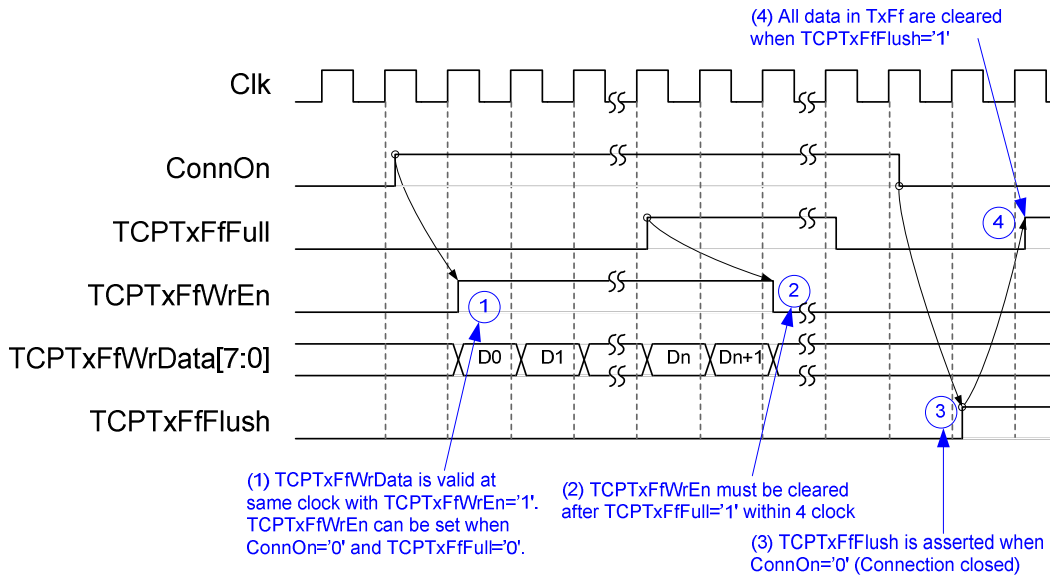 (4) All data in TxFf are cleared
when TCPTxFfFlush='1'
Clk
ConnOn
TCPTxFfFull
4
TCPTxFfWrEn
1
2
TCPTxFfWrData[7:0]
D0
D1
Dn
Dn+1
TCPTxFfFlush
3
(1) TCPTxFfWrData is valid at
same clock with TCPTxFfWrEn='1'.
TCPTxFfWrEn can be set when
ConnOn='0' and TCPTxFfFull='0'.
(2) TCPTxFfWrEn must be cleared
after TCPTxFfFull='1' within 4 clock
(3) TCPTxFfFlush is asserted when
ConnOn='0' (Connection closed)